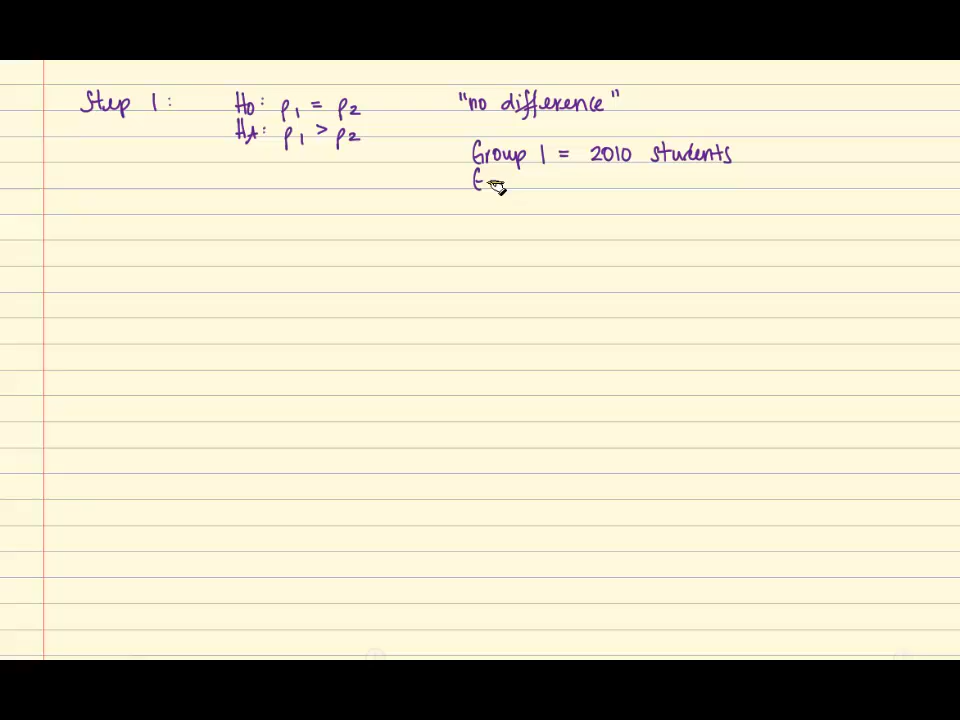 Step 1: H0: p1 = p2 "no difference"
HA: p1 > p2
Group 1 = 2010 students